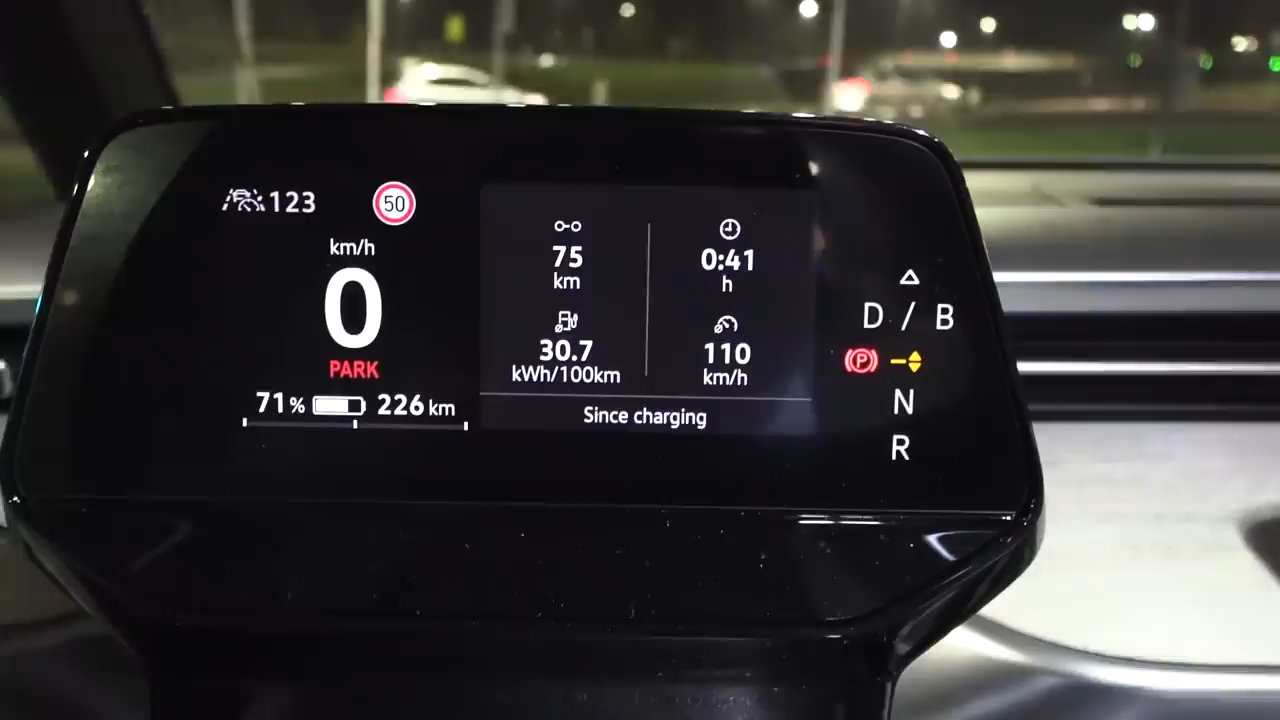 123
50
km/h
0
PARK
71% 226 km
75
km
0:41
h
30.7
kWh/100km
110
km/h
Since charging
D / B
P
N
R